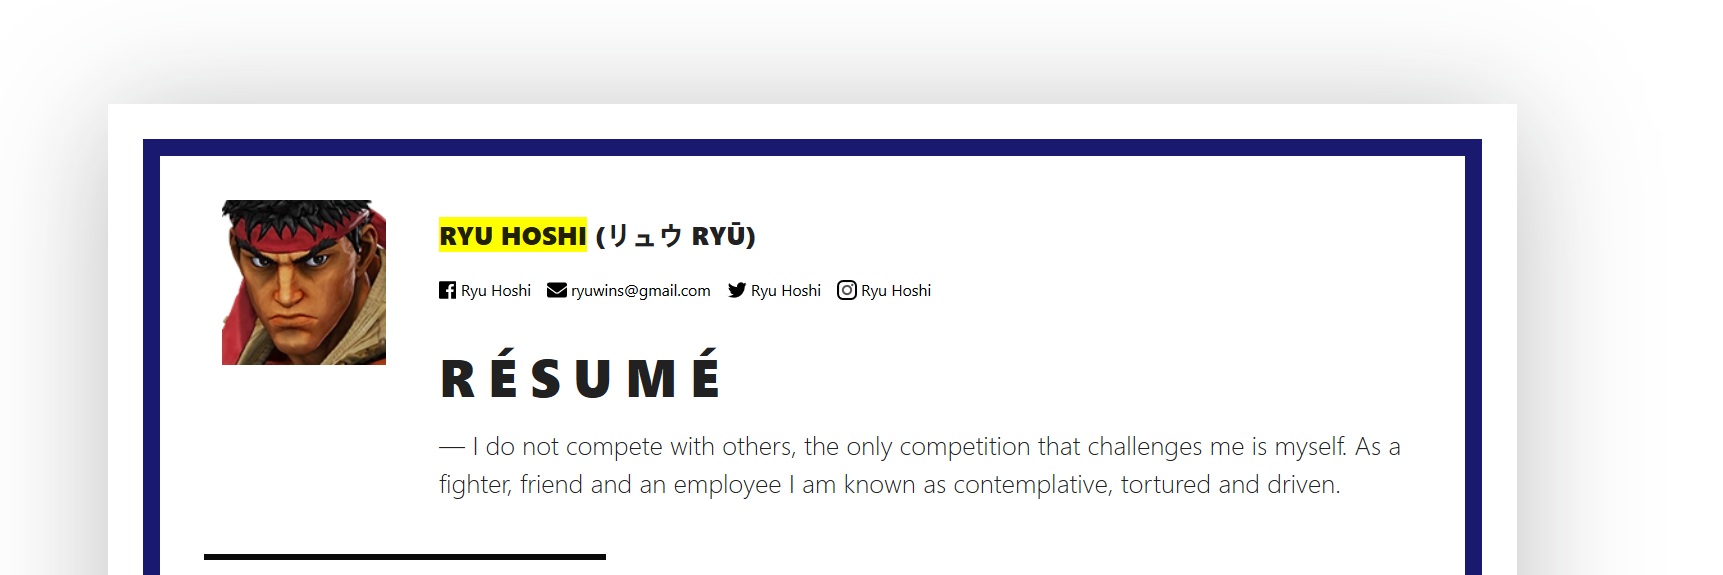 RYU HOSHI (リュウ RYŪ)
Ryu Hoshi ryuwins@gmail.com Ryu Hoshi Ryu Hoshi
RÉSUMÉ
— I do not compete with others, the only competition that challenges me is myself. As a
fighter, friend and an employee I am known as contemplative, tortured and driven.